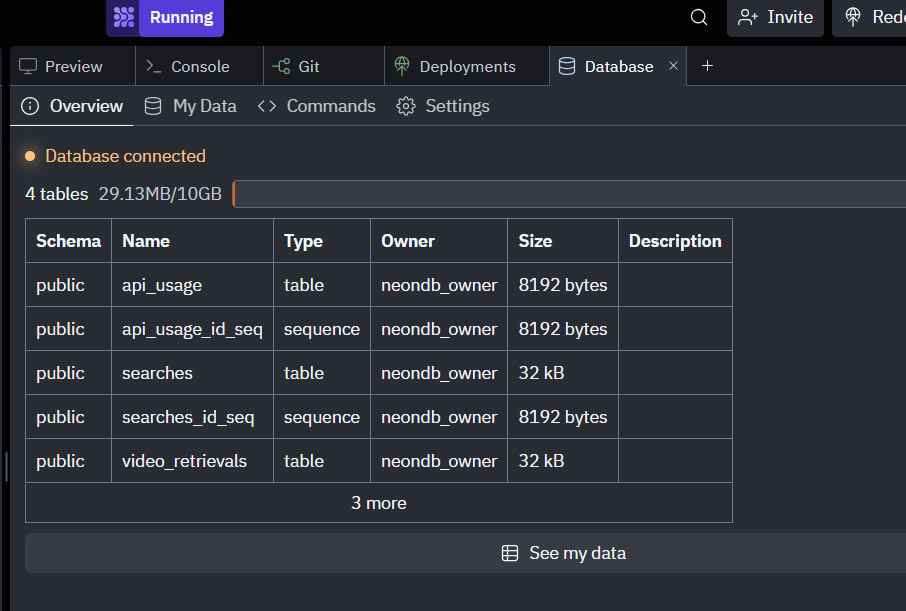 Running Invite
Preview Console Git Deployments Database
Overview My Data Commands Settings
Database connected
4 tables 29.13MB/10GB
Schema Name Type Owner Size Description
public api_usage table neondb_owner 8192 bytes
public api_usage_id_seq sequence neondb_owner 8192 bytes
public searches table neondb_owner 32 kB
public searches_id_seq sequence neondb_owner 8192 bytes
public video_retrievals table neondb_owner 32 kB
3 more
See my data